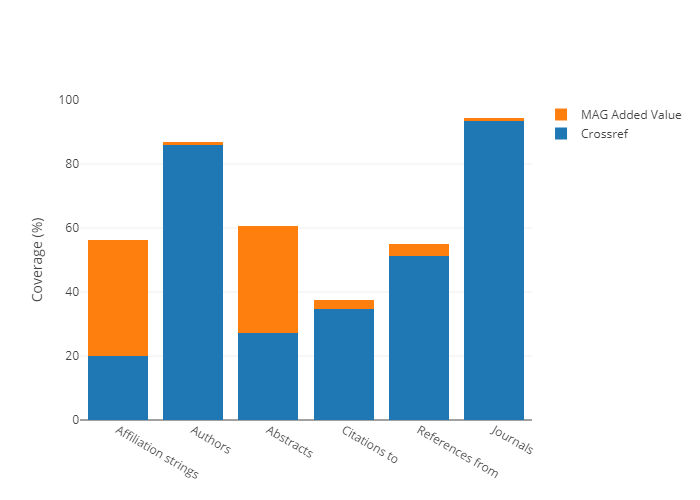 100
80
60
40
20
0
Coverage (%)
Affiliation strings
Authors
Abstracts
Citations to
References from
Journals
MAG Added Value
Crossref